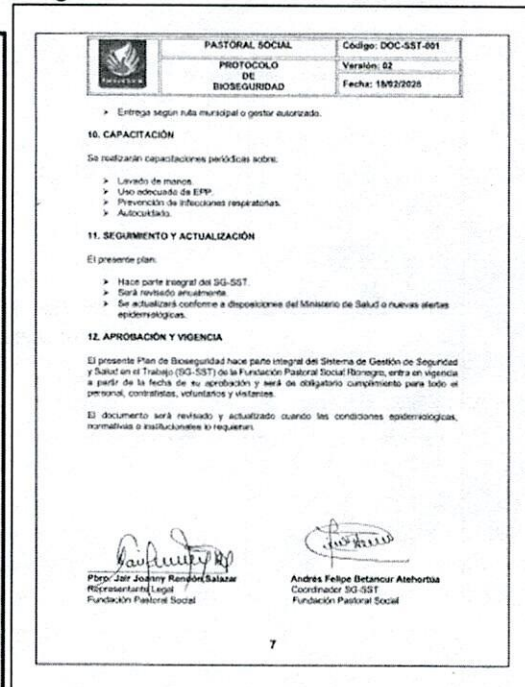 PASTORAL SOCIAL
Código: DOC-SST-001
PROTOCOLO
DE
BIOSEGURIDAD
Versión: 02
Fecha: 18/02/2026
➢ Entrega según ruta municipal o gestor autorizado.
10. CAPACITACIÓN
Se realizarán capacitaciones periódicas sobre:
➢ Lavado de manos.
➢ Uso adecuado de EPP.
➢ Prevención de infecciones respiratorias.
➢ Autocuidado.
11. SEGUIMIENTO Y ACTUALIZACIÓN
El presente plan:
➢ Hace parte integral del SG-SST.
➢ Será revisado anualmente.
➢ Se actualizará conforme a disposiciones del Ministerio de Salud o nuevas alertas
epidemiológicas.
12. APROBACIÓN Y VIGENCIA
El presente Plan de Bioseguridad hace parte integral del Sistema de Gestión de Seguridad
y Salud en el Trabajo (SG-SST) de la Fundación Pastoral Social Rionegro, entra en vigencia
a partir de la fecha de su aprobación y será de obligatorio cumplimiento para todo el
personal, contratistas, voluntarios y visitantes.
El documento será revisado y actualizado cuando las condiciones epidemiológicas,
normativas o institucionales lo requieran.
Pbro. Jair Joanny Rendón Salazar
Representante Legal
Fundación Pastoral Social
Andrés Felipe Betancur Atehortúa
Coordinador SG-SST
Fundación Pastoral Social
7